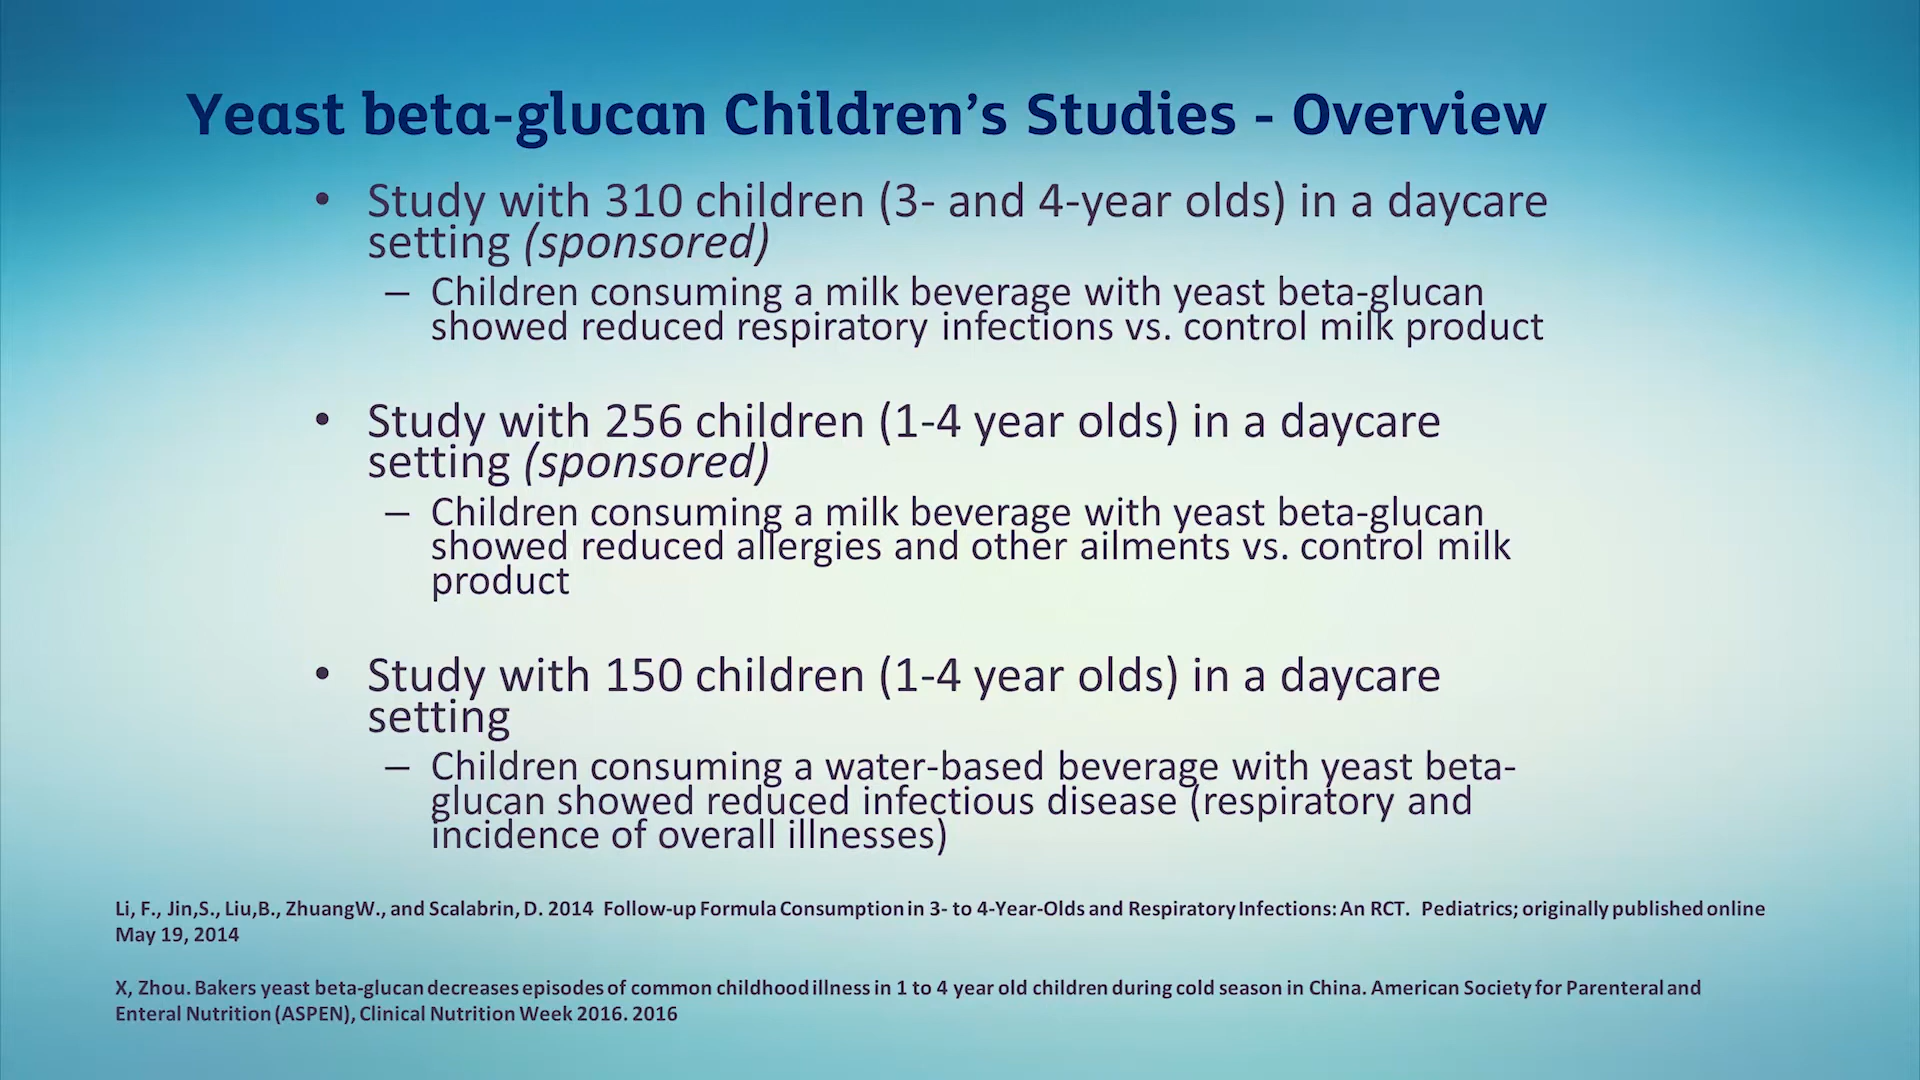 Yeast beta-glucan Children’s Studies - Overview
• Study with 310 children (3- and 4-year olds) in a daycare
setting (sponsored)
– Children consuming a milk beverage with yeast beta-glucan
showed reduced respiratory infections vs. control milk product
• Study with 256 children (1-4 year olds) in a daycare
setting (sponsored)
– Children consuming a milk beverage with yeast beta-glucan
showed reduced allergies and other ailments vs. control milk
product
• Study with 150 children (1-4 year olds) in a daycare
setting
– Children consuming a water-based beverage with yeast beta-
glucan showed reduced infectious disease (respiratory and
incidence of overall illnesses)
Li, F., Jin,S., Liu,B., ZhuangW., and Scalabrin, D. 2014 Follow-up Formula Consumption in 3- to 4-Year-Olds and Respiratory Infections: An RCT. Pediatrics; originally published online
May 19, 2014
X, Zhou. Bakers yeast beta-glucan decreases episodes of common childhood illness in 1 to 4 year old children during cold season in China. American Society for Parenteral and
Enteral Nutrition (ASPEN), Clinical Nutrition Week 2016. 2016